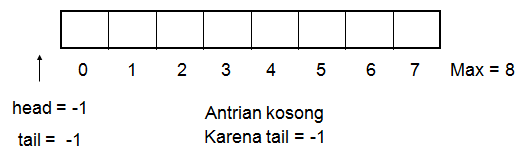 0 1 2 3 4 5 6 7 Max = 8
head = -1
tail = -1
Antrian kosong
Karena tail = -1